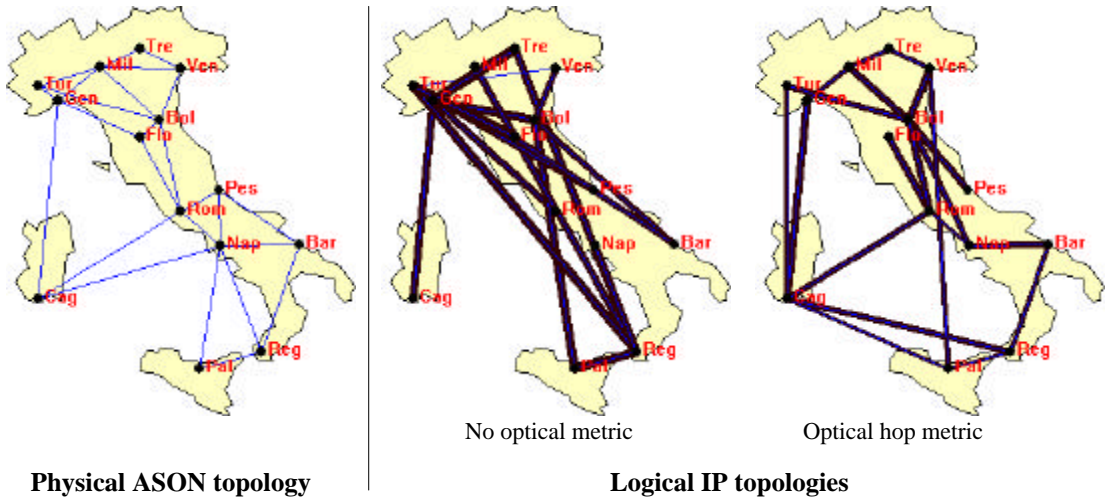 Tre
Mil
Ven
Tur
Gen
Bol
Flo
Pes
Rom
Nap
Bar
Cag
Reg
Pal
Tre
Mil
Ven
Tur
Gen
Bol
Flo
Pes
Rom
Nap
Bar
Cag
Reg
Pal
Tre
Mil
Ven
Tur
Gen
Bol
Flo
Pes
Rom
Nap
Bar
Cag
Reg
Pal
No optical metric
Optical hop metric
Physical ASON topology
Logical IP topologies